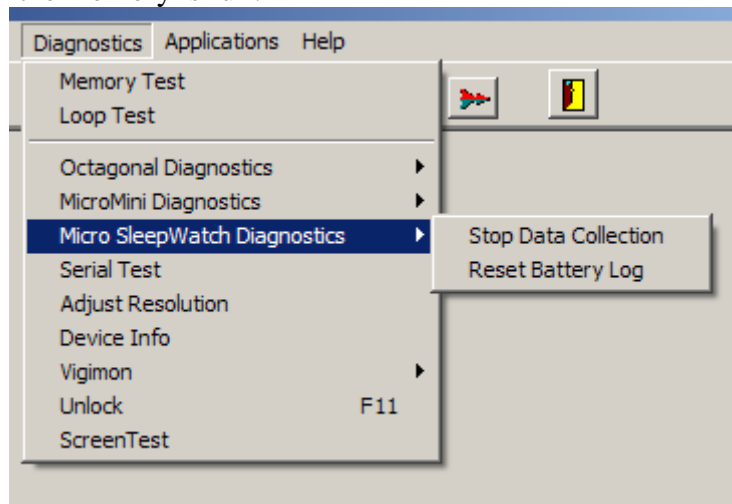 Diagnostics Applications Help
Memory Test
Loop Test
Octagonal Diagnostics
MicroMini Diagnostics
Micro SleepWatch Diagnostics
Stop Data Collection
Reset Battery Log
Serial Test
Adjust Resolution
Device Info
Vigimon
Unlock F11
ScreenTest